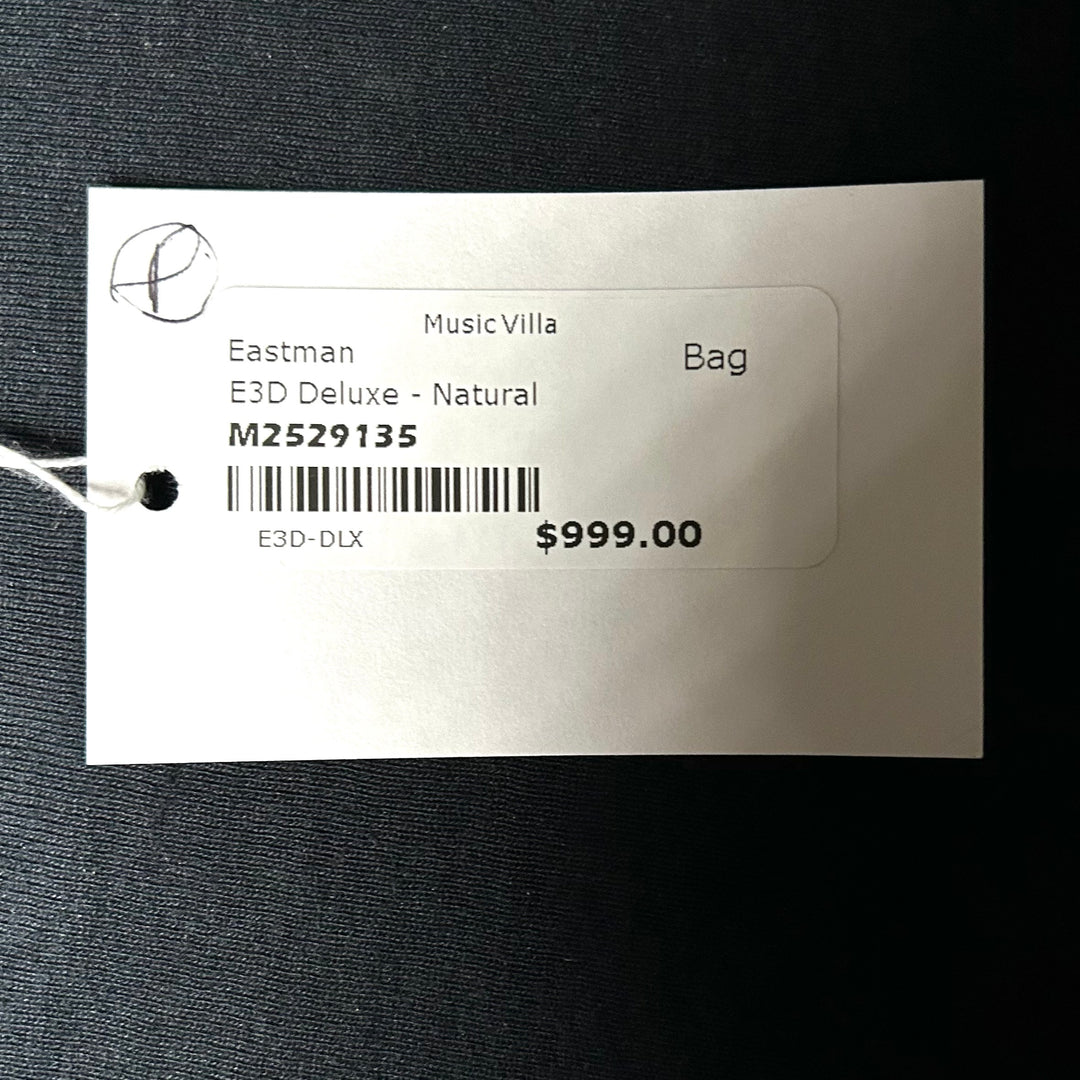 Music Villa
Eastman
Bag
E3D Deluxe - Natural
M2529135
E3D-DLX
$999.00